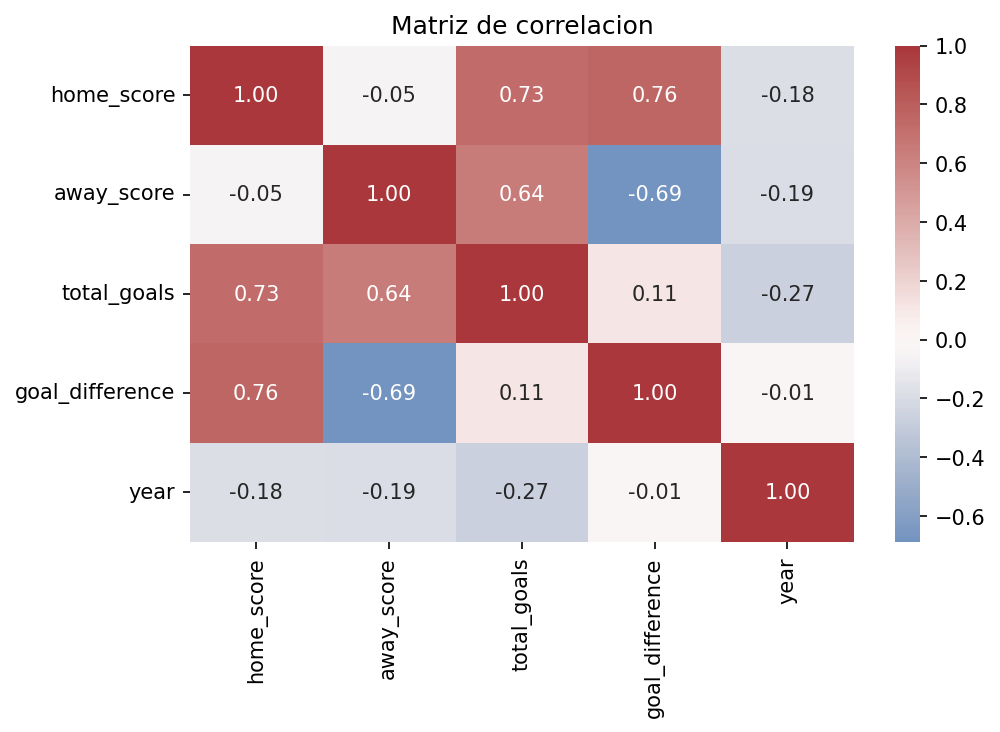 Matriz de correlacion
home_score 1.00 -0.05 0.73 0.76 -0.18
away_score -0.05 1.00 0.64 -0.69 -0.19
total_goals 0.73 0.64 1.00 0.11 -0.27
goal_difference 0.76 -0.69 0.11 1.00 -0.01
year -0.18 -0.19 -0.27 -0.01 1.00
home_score away_score total_goals goal_difference year
1.0
0.8
0.6
0.4
0.2
0.0
−0.2
−0.4
−0.6